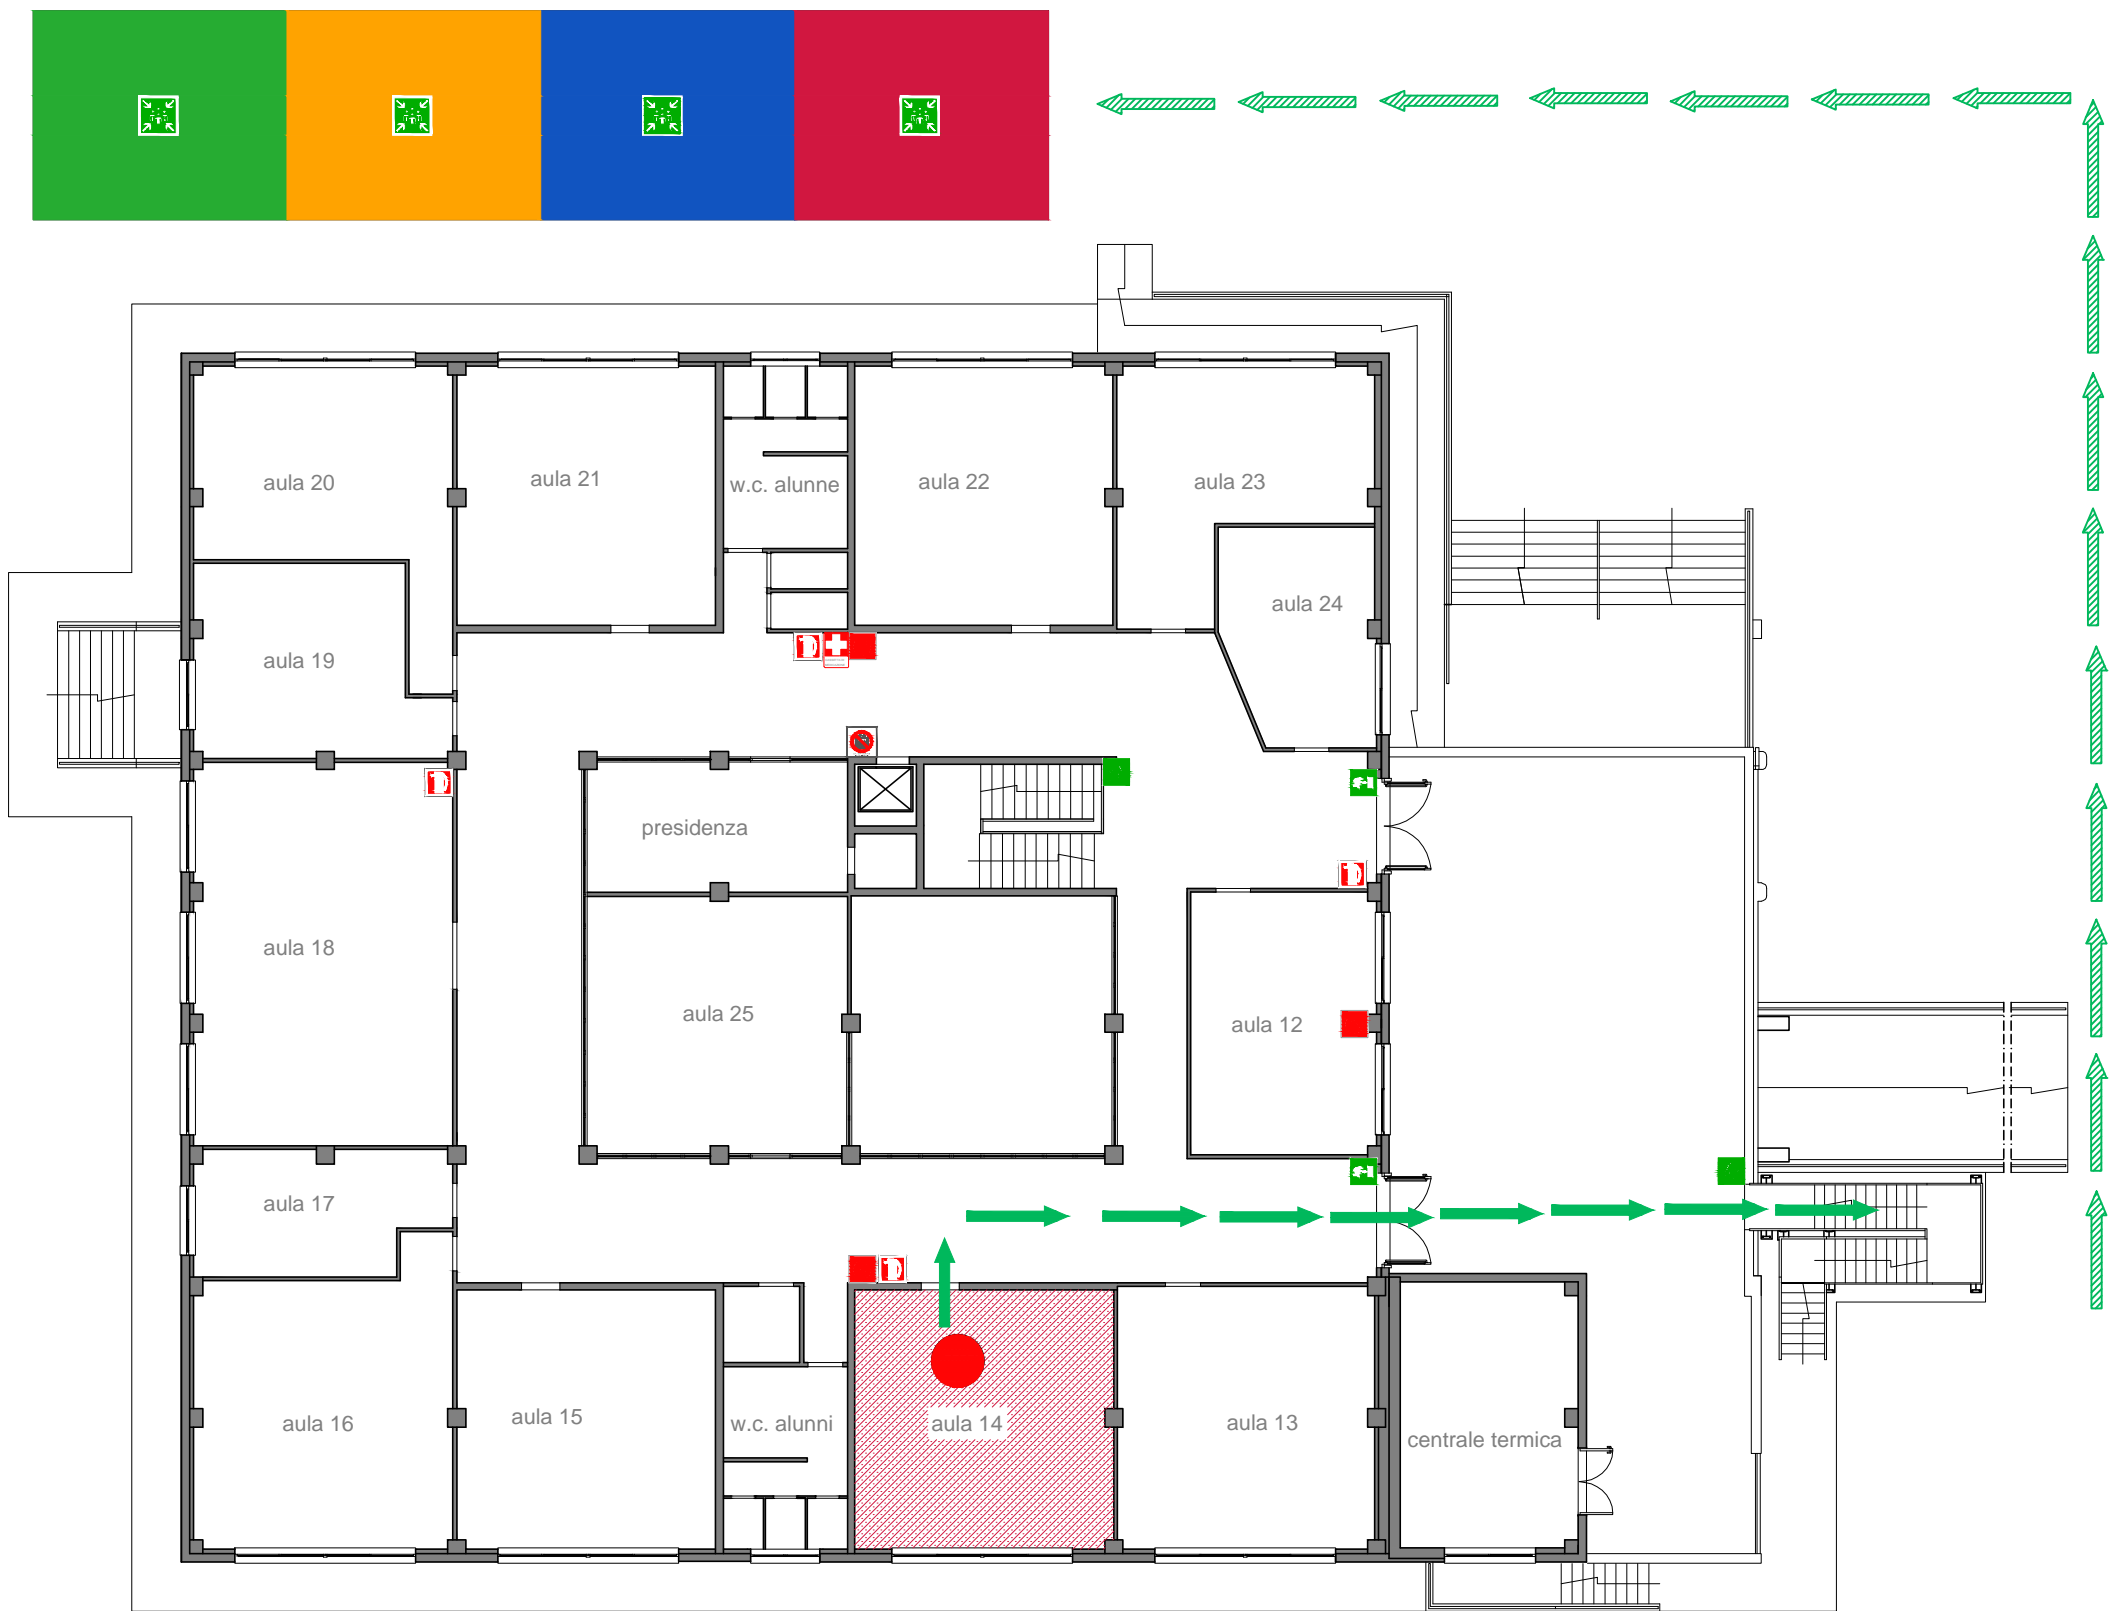 aula 20
aula 21
w.c. alunne
aula 22
aula 23
aula 24
aula 19
presidenza
aula 18
aula 25
aula 12
aula 17
aula 16
aula 15
w.c. alunni
aula 14
aula 13
centrale termica